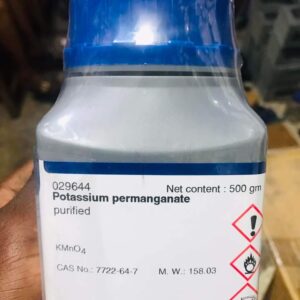 029644
Net content : 500 gm
Potassium permanganate
purified
KMnO4
CAS No.: 7722-64-7 M. W.: 158.03